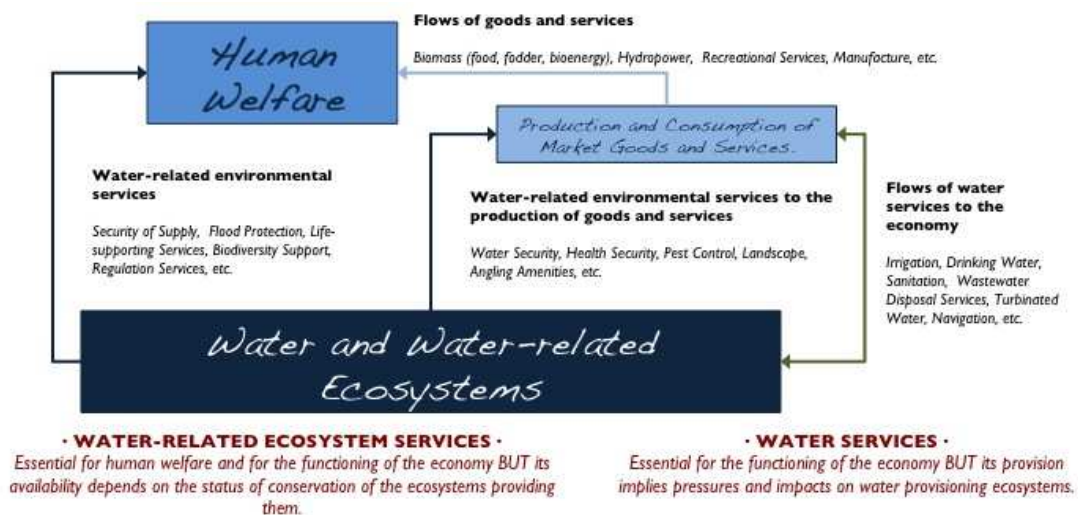 Flows of goods and services
Biomass (food, fodder, bioenergy), Hydropower, Recreational Services, Manufacture, etc.
Human
Welfare
Production and Consumption of
Market Goods and Services.
Water-related environmental
services
Security of Supply, Flood Protection, Life-
supporting Services, Biodiversity Support,
Regulation Services, etc.
Water-related environmental services to the
production of goods and services
Water Security, Health Security, Pest Control, Landscape,
Angling Amenities, etc.
Flows of water
services to the
economy
Irrigation, Drinking Water,
Sanitation, Wastewater
Disposal Services, Turbinated
Water, Navigation, etc.
Water and Water-related
Ecosystems
· WATER-RELATED ECOSYSTEM SERVICES ·
Essential for human welfare and for the functioning of the economy BUT its
availability depends on the status of conservation of the ecosystems providing
them.
· WATER SERVICES ·
Essential for the functioning of the economy BUT its provision
implies pressures and impacts on water provisioning ecosystems.